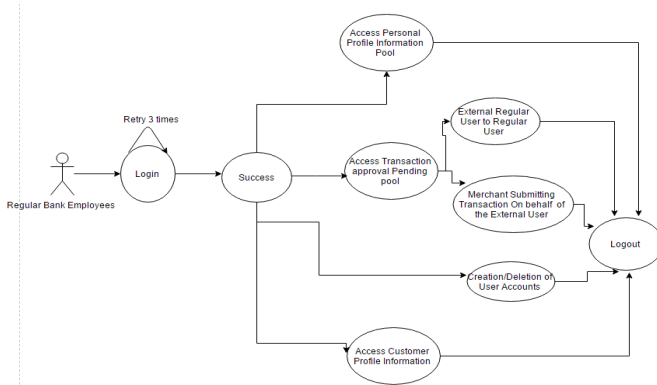 Access Personal
Profile Information
Pool
Retry 3 times
External Regular
User to Regular
User
Login
Success
Access Transaction
approval Pending
pool
Regular Bank Employees
Merchant Submitting
Transaction On behalf of
the External User
Logout
Creation/Deletion of
User Accounts
Access Customer
Profile Information